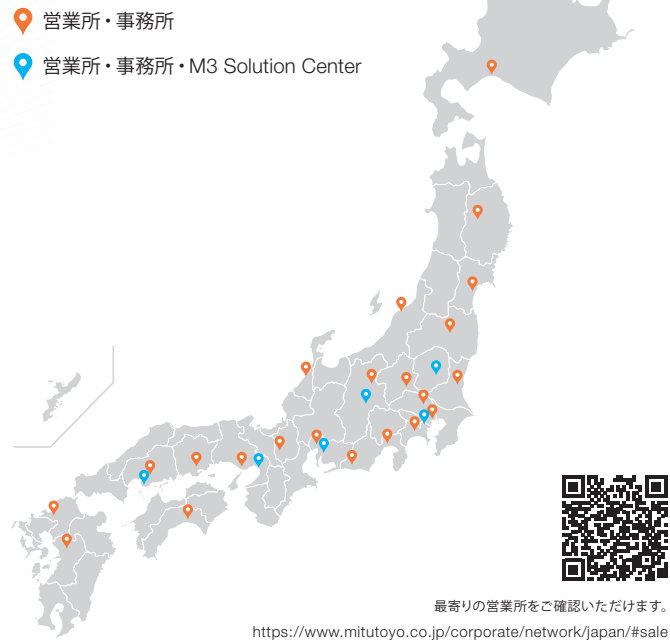 営業所・事務所
営業所・事務所・M3 Solution Center
最寄りの営業所をご確認いただけます。
https://www.mitutoyo.co.jp/corporate/network/japan/#sale